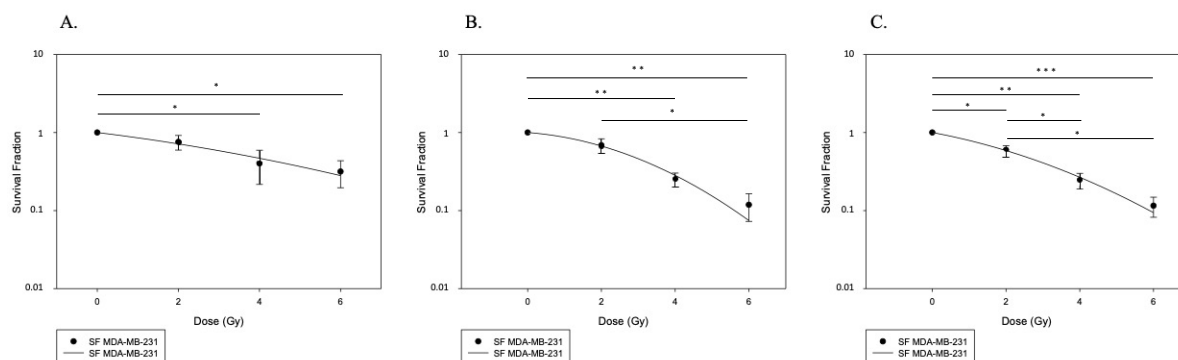 A.
10
1
0.1
0.01
Survival Fraction
*
*
0 2 4 6
Dose (Gy)
SF MDA-MB-231
SF MDA-MB-231
B.
10
1
0.1
0.01
Survival Fraction
**
**
*
0 2 4 6
Dose (Gy)
SF MDA-MB-231
SF MDA-MB-231
C.
10
1
0.1
0.01
Survival Fraction
***
**
*
*
*
0 2 4 6
Dose (Gy)
SF MDA-MB-231
SF MDA-MB-231